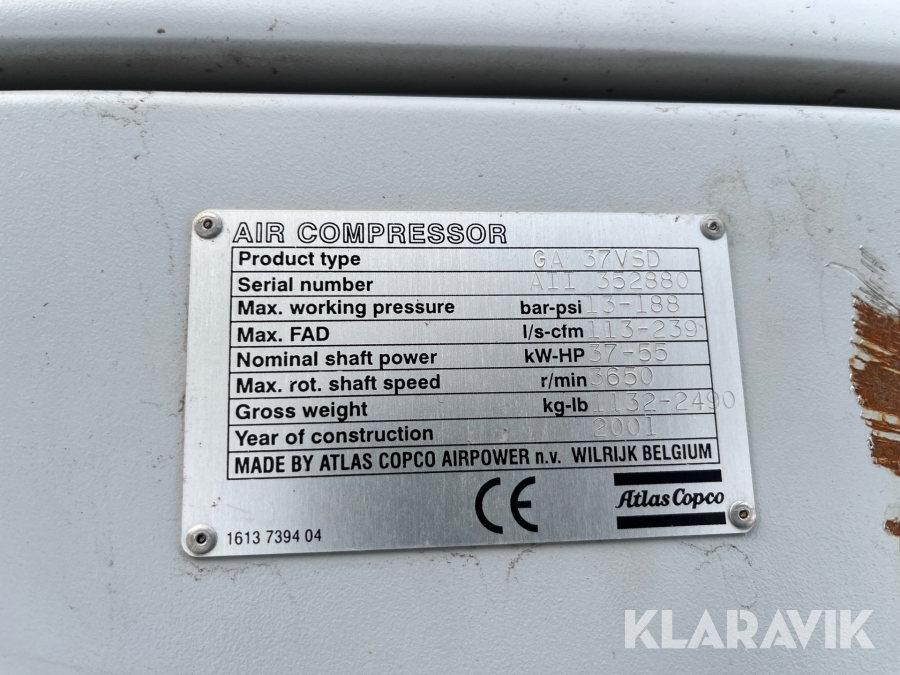 AIR COMPRESSOR
Product type GA 37VSD
Serial number AII 352880
Max. working pressure bar-psi 13-188
Max. FAD l/s-cfm 113-239
Nominal shaft power kW-HP 37-55
Max. rot. shaft speed r/min 3650
Gross weight kg-lb 1132-2490
Year of construction 2001
MADE BY ATLAS COPCO AIRPOWER n.v. WILRIJK BELGIUM
CE Atlas Copco
1613 7394 04
KLARAVIK